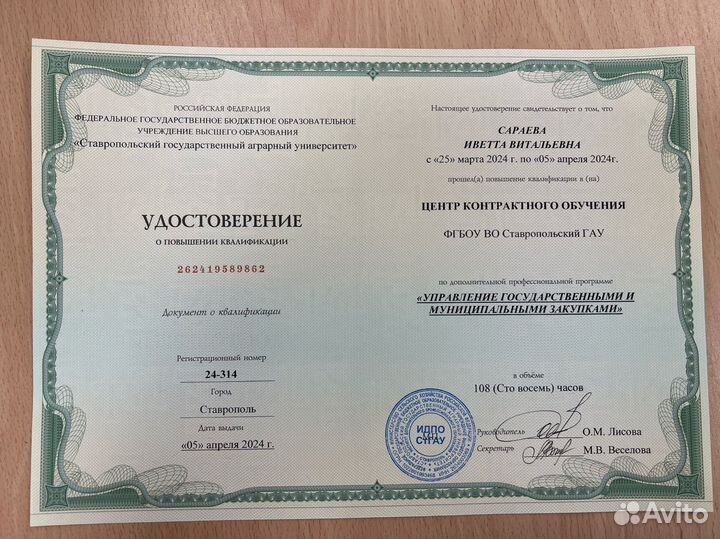 РОССИЙСКАЯ ФЕДЕРАЦИЯ
ФЕДЕРАЛЬНОЕ ГОСУДАРСТВЕННОЕ БЮДЖЕТНОЕ ОБРАЗОВАТЕЛЬНОЕ
УЧРЕЖДЕНИЕ ВЫСШЕГО ОБРАЗОВАНИЯ
«Ставропольский государственный аграрный университет»
УДОСТОВЕРЕНИЕ
О ПОВЫШЕНИИ КВАЛИФИКАЦИИ
262419589862
Документ о квалификации
Регистрационный номер
24-314
Город
Ставрополь
Дата выдачи
«05» апреля 2024 г.
Настоящее удостоверение свидетельствует о том, что
САРАЕВА
ИВЕТТА ВИТАЛЬЕВНА
с «25» марта 2024 г. по «05» апреля 2024г.
прошел(а) повышение квалификации в (на)
ЦЕНТР КОНТРАКТНОГО ОБУЧЕНИЯ
ФГБОУ ВО Ставропольский ГАУ
по дополнительной профессиональной программе
«УПРАВЛЕНИЕ ГОСУДАРСТВЕННЫМИ И
МУНИЦИПАЛЬНЫМИ ЗАКУПКАМИ»
в объёме
108 (Сто восемь) часов
Руководитель О.М. Лисова
Секретарь М.В. Веселова
ИДПО
СтГАУ
Avito